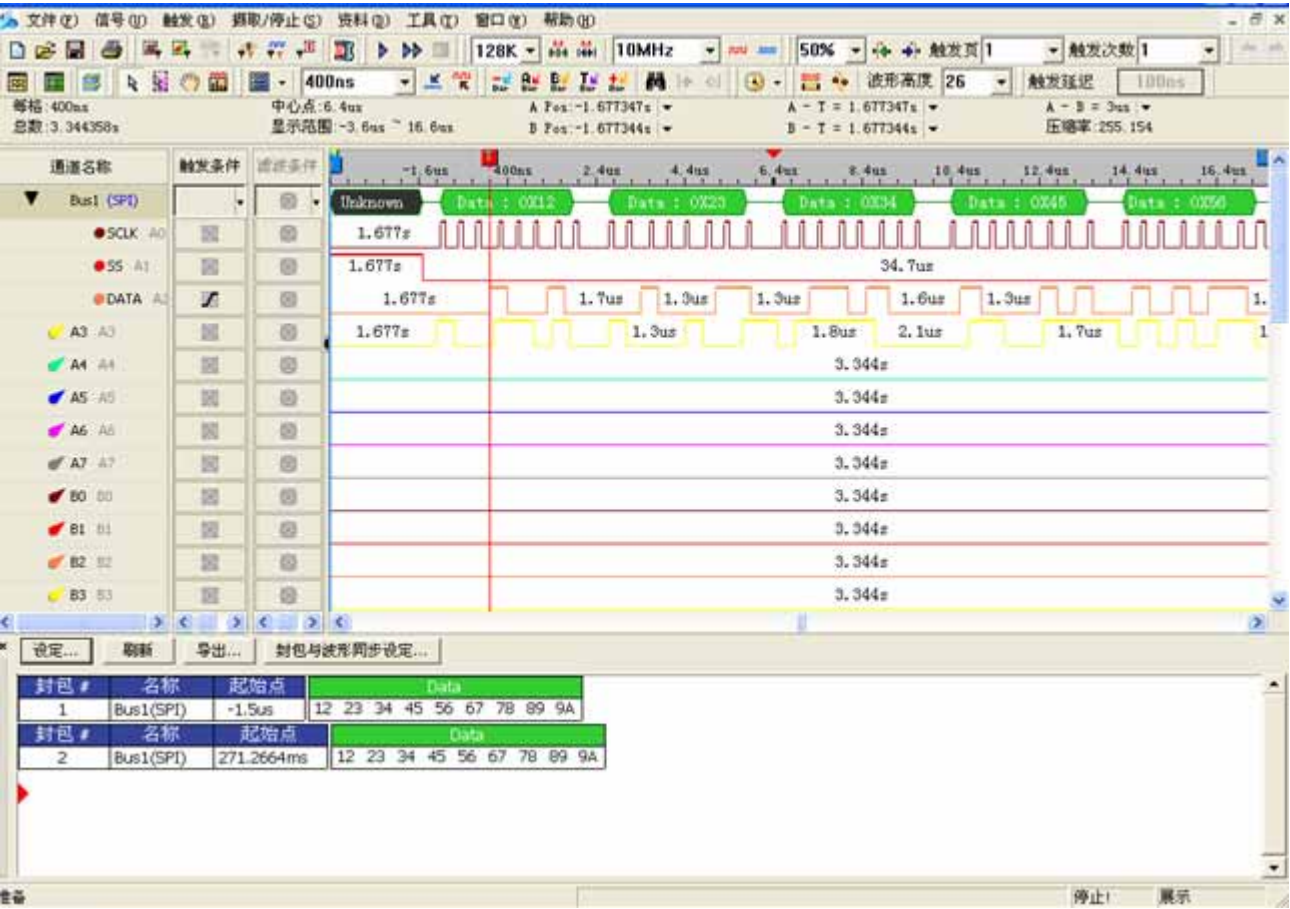 文件(F) 信号(U) 触发(R) 撷取/停止(S) 资料(D) 工具(T) 窗口(W) 帮助(H)
128K 10MHz 50% 触发页 1 触发次数 1
400ns 波形高度 26 触发延迟 100ns
每格:400ns 中心点:6.4us A Pos:-1.677347s A - T = 1.677347s A - B = 3us
总数:3.344358s 显示范围:-3.6us ~ 16.6us B Pos:-1.677344s B - T = 1.677344s 压缩率:255.154
通道名称 触发条件 滤波条件 -1.6us 400ns 2.4us 4.4us 6.4us 8.4us 10.4us 12.4us 14.4us 16.4us
Bus1 (SPI) Unknown Data : 0X12 Data : 0X23 Data : 0X34 Data : 0X45 Data : 0X56
SCLK A0 1.677s
SS A1 1.677s 34.7us
DATA 1.677s 1.7us 1.3us 1.3us 1.6us 1.3us 1.
A3 A3 1.677s 1.3us 1.8us 2.1us 1.7us 1
A4 A4 3.344s
A5 A5 3.344s
A6 A6 3.344s
A7 A7 3.344s
B0 B0 3.344s
B1 B1 3.344s
B2 B2 3.344s
B3 B3 3.344s
设定... 刷新 导出... 封包与波形同步设定...
封包 # 名称 起始点 Data
1 Bus1(SPI) -1.5us 12 23 34 45 56 67 78 89 9A
封包 # 名称 起始点 Data
2 Bus1(SPI) 271.2664ms 12 23 34 45 56 67 78 89 9A
准备 停止! 展示